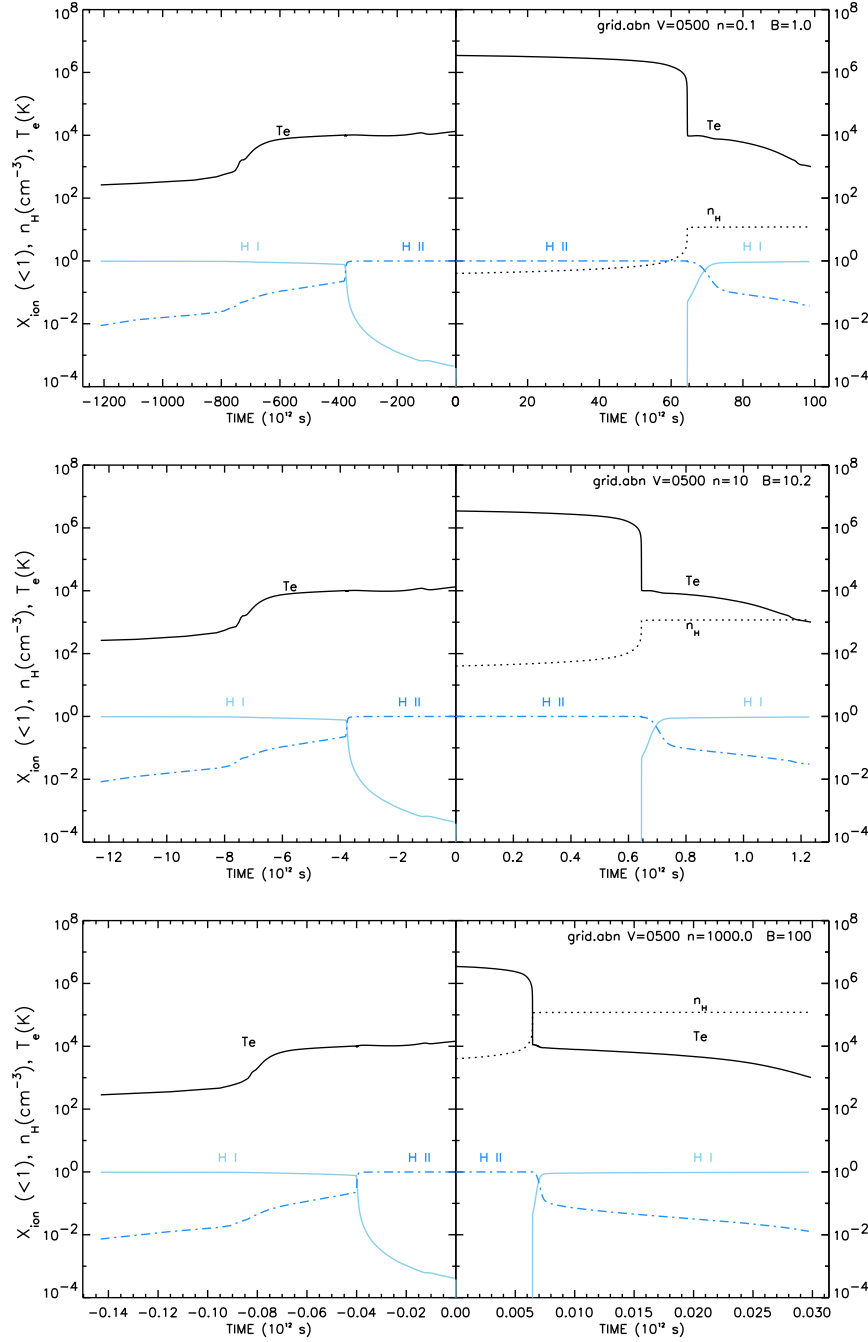 grid.abn V=0500 n=0.1 B=1.0
10^8
10^6
10^4
10^2
10^0
10^-2
10^-4
X_ion (<1), n_H(cm^-3), T_e(K)
Te
Te
n_H
H I
H II
H II
H I
10^8
10^6
10^4
10^2
10^0
10^-2
10^-4
-1200 -1000 -800 -600 -400 -200 0 20 40 60 80 100
TIME (10^12 s) TIME (10^12 s)
grid.abn V=0500 n=10 B=10.2
10^8
10^6
10^4
10^2
10^0
10^-2
10^-4
X_ion (<1), n_H(cm^-3), T_e(K)
Te
Te
n_H
H I
H II
H II
H I
10^8
10^6
10^4
10^2
10^0
10^-2
10^-4
-12 -10 -8 -6 -4 -2 0 0.2 0.4 0.6 0.8 1.0 1.2
TIME (10^12 s) TIME (10^12 s)
grid.abn V=0500 n=1000.0 B=100
10^8
10^6
10^4
10^2
10^0
10^-2
10^-4
X_ion (<1), n_H(cm^-3), T_e(K)
Te
n_H
Te
H I
H II
H II
H I
10^8
10^6
10^4
10^2
10^0
10^-2
10^-4
-0.14 -0.12 -0.10 -0.08 -0.06 -0.04 -0.02 0.00 0.005 0.010 0.015 0.020 0.025 0.030
TIME (10^12 s) TIME (10^12 s)